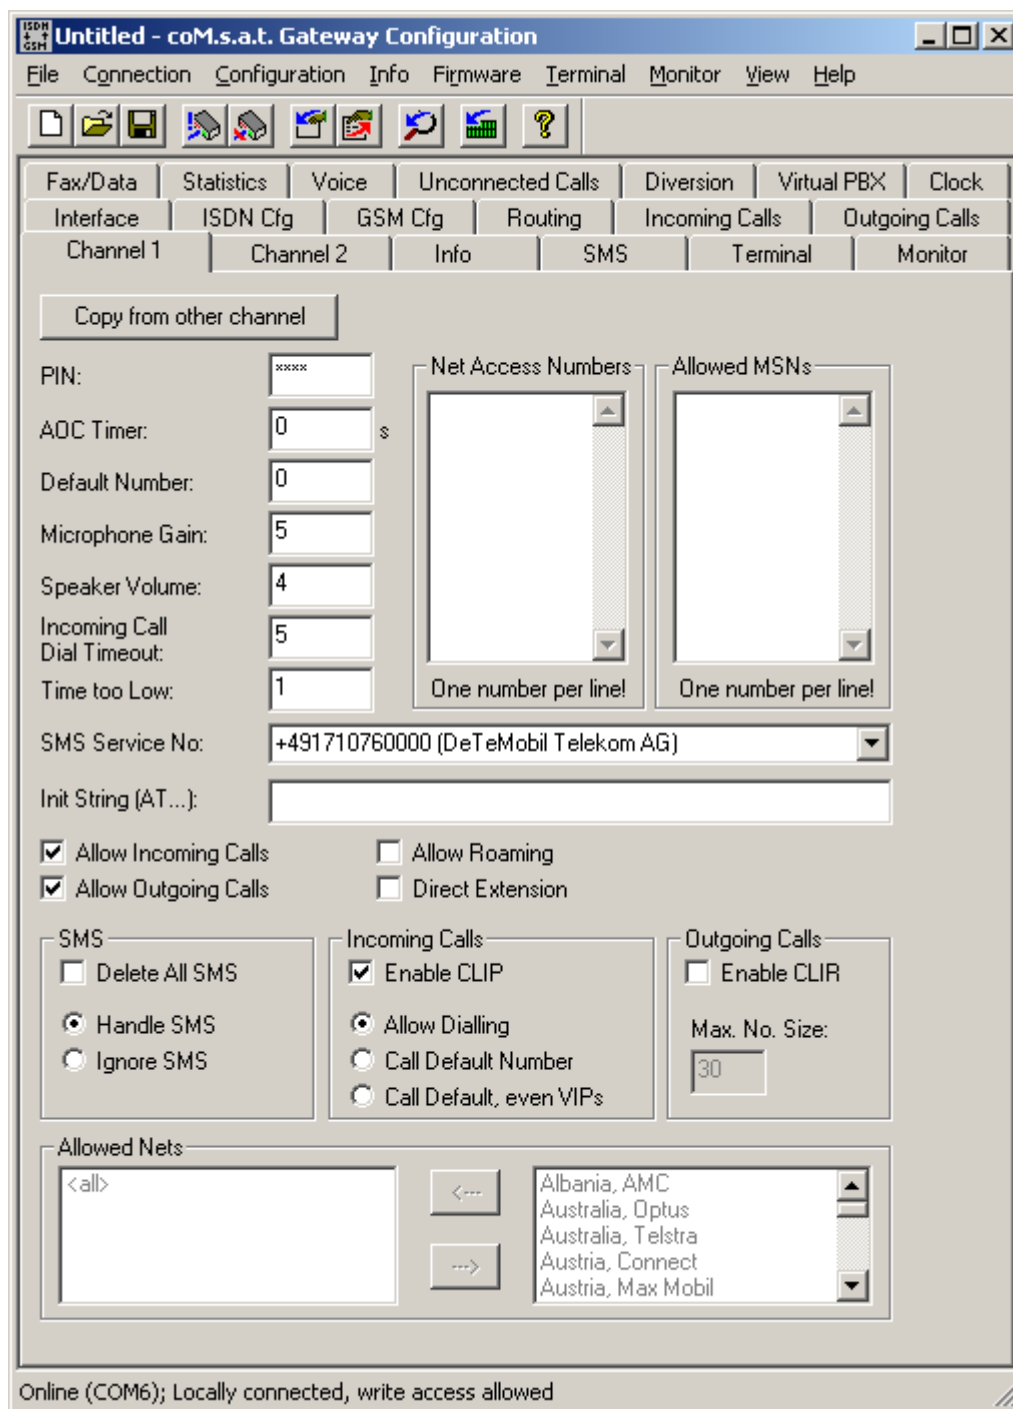 ISDN GSM Untitled - coM.s.a.t. Gateway Configuration
File Connection Configuration Info Firmware Terminal Monitor View Help
Fax/Data Statistics Voice Unconnected Calls Diversion Virtual PBX Clock
Interface ISDN Cfg GSM Cfg Routing Incoming Calls Outgoing Calls
Channel 1 Channel 2 Info SMS Terminal Monitor
Copy from other channel
PIN: xxxx
AOC Timer: 0 s
Default Number: 0
Microphone Gain: 5
Speaker Volume: 4
Incoming Call
Dial Timeout: 5
Time too Low: 1
Net Access Numbers
One number per line!
Allowed MSNs
One number per line!
SMS Service No: +491710760000 (DeTeMobil Telekom AG)
Init String (AT...):
Allow Incoming Calls Allow Roaming
Allow Outgoing Calls Direct Extension
SMS
Delete All SMS
Handle SMS
Ignore SMS
Incoming Calls
Enable CLIP
Allow Dialling
Call Default Number
Call Default, even VIPs
Outgoing Calls
Enable CLIR
Max. No. Size:
30
Allowed Nets
<all>
<---
--->
Albania, AMC
Australia, Optus
Australia, Telstra
Austria, Connect
Austria, Max Mobil
Online (COM6); Locally connected, write access allowed